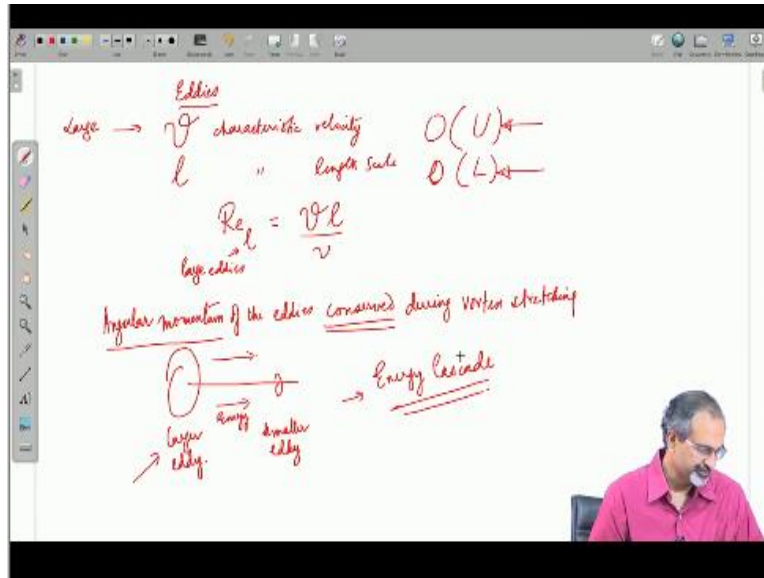 Eddies
Large → ϑ characteristic velocity O(U) ←
l " length scale O(L) ←
Re_l = ϑl / ν
large eddies
Angular momentum of the eddies conserved during vortex stretching
→ Energy Cascade
Energy
larger eddy.
smaller eddy